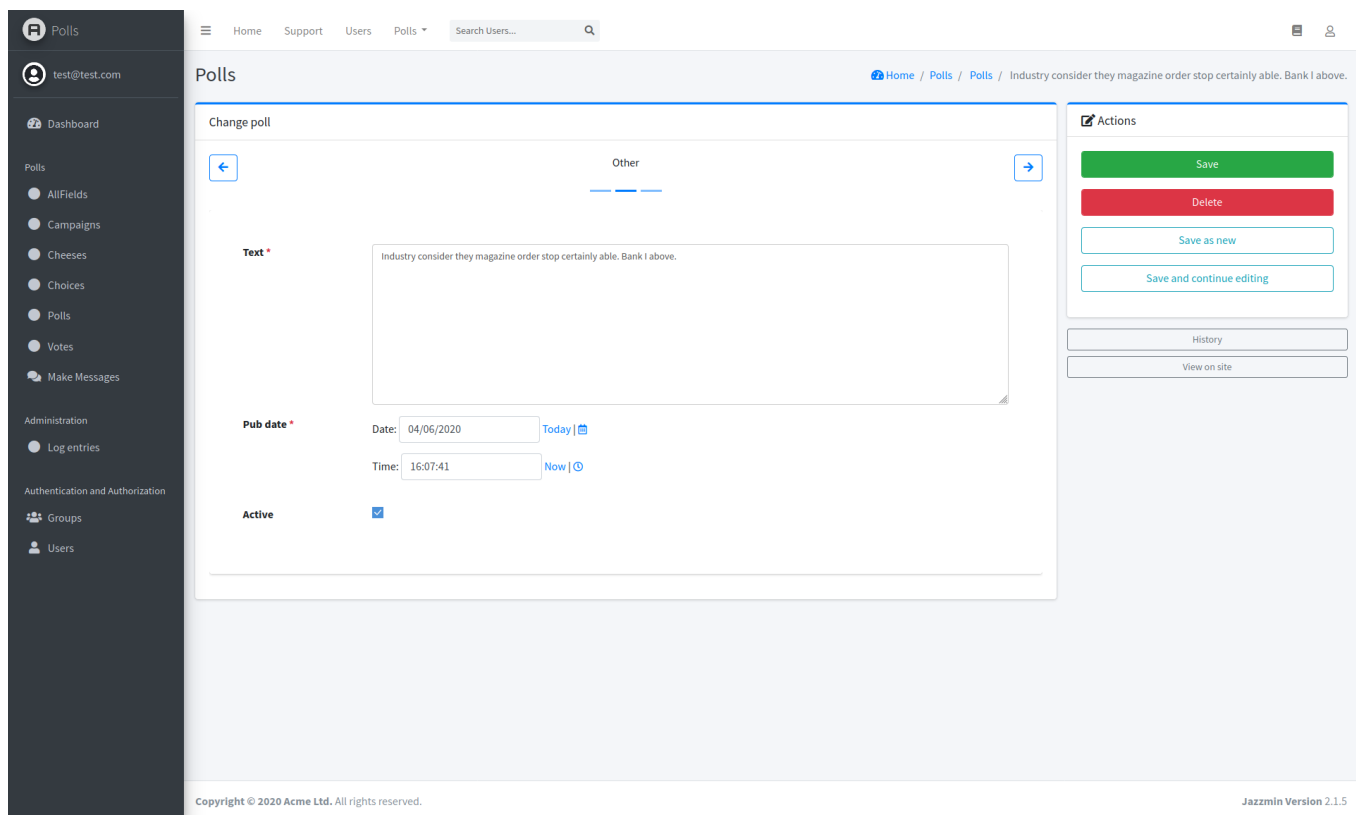 Polls
Home Support Users Polls Search Users...
test@test.com
Polls
Home / Polls / Polls / Industry consider they magazine order stop certainly able. Bank I above.
Dashboard
Polls
AllFields
Campaigns
Cheeses
Choices
Polls
Votes
Make Messages
Administration
Log entries
Authentication and Authorization
Groups
Users
Change poll
Other
Text *
Industry consider they magazine order stop certainly able. Bank I above.
Pub date *
Date: 04/06/2020 Today |
Time: 16:07:41 Now |
Active
Actions
Save
Delete
Save as new
Save and continue editing
History
View on site
Copyright © 2020 Acme Ltd. All rights reserved.
Jazzmin Version 2.1.5